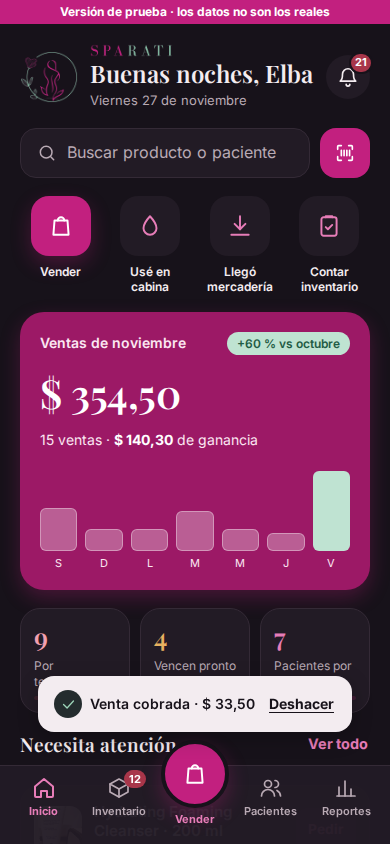 Versión de prueba · los datos no son los reales
SPARATI
Buenas noches, Elba
21
Viernes 27 de noviembre
Buscar producto o paciente
Vender
Usé en cabina
Llegó mercadería
Contar inventario
Ventas de noviembre
+60 % vs octubre
$ 354,50
15 ventas · $ 140,30 de ganancia
S D L M M J V
9
Por
4
Vencen pronto
7
Pacientes por
Venta cobrada · $ 33,50 Deshacer
Necesita atención
Ver todo
Cleanser · 200 ml
12
Inicio
Inventario
Vender
Pacientes
Reportes